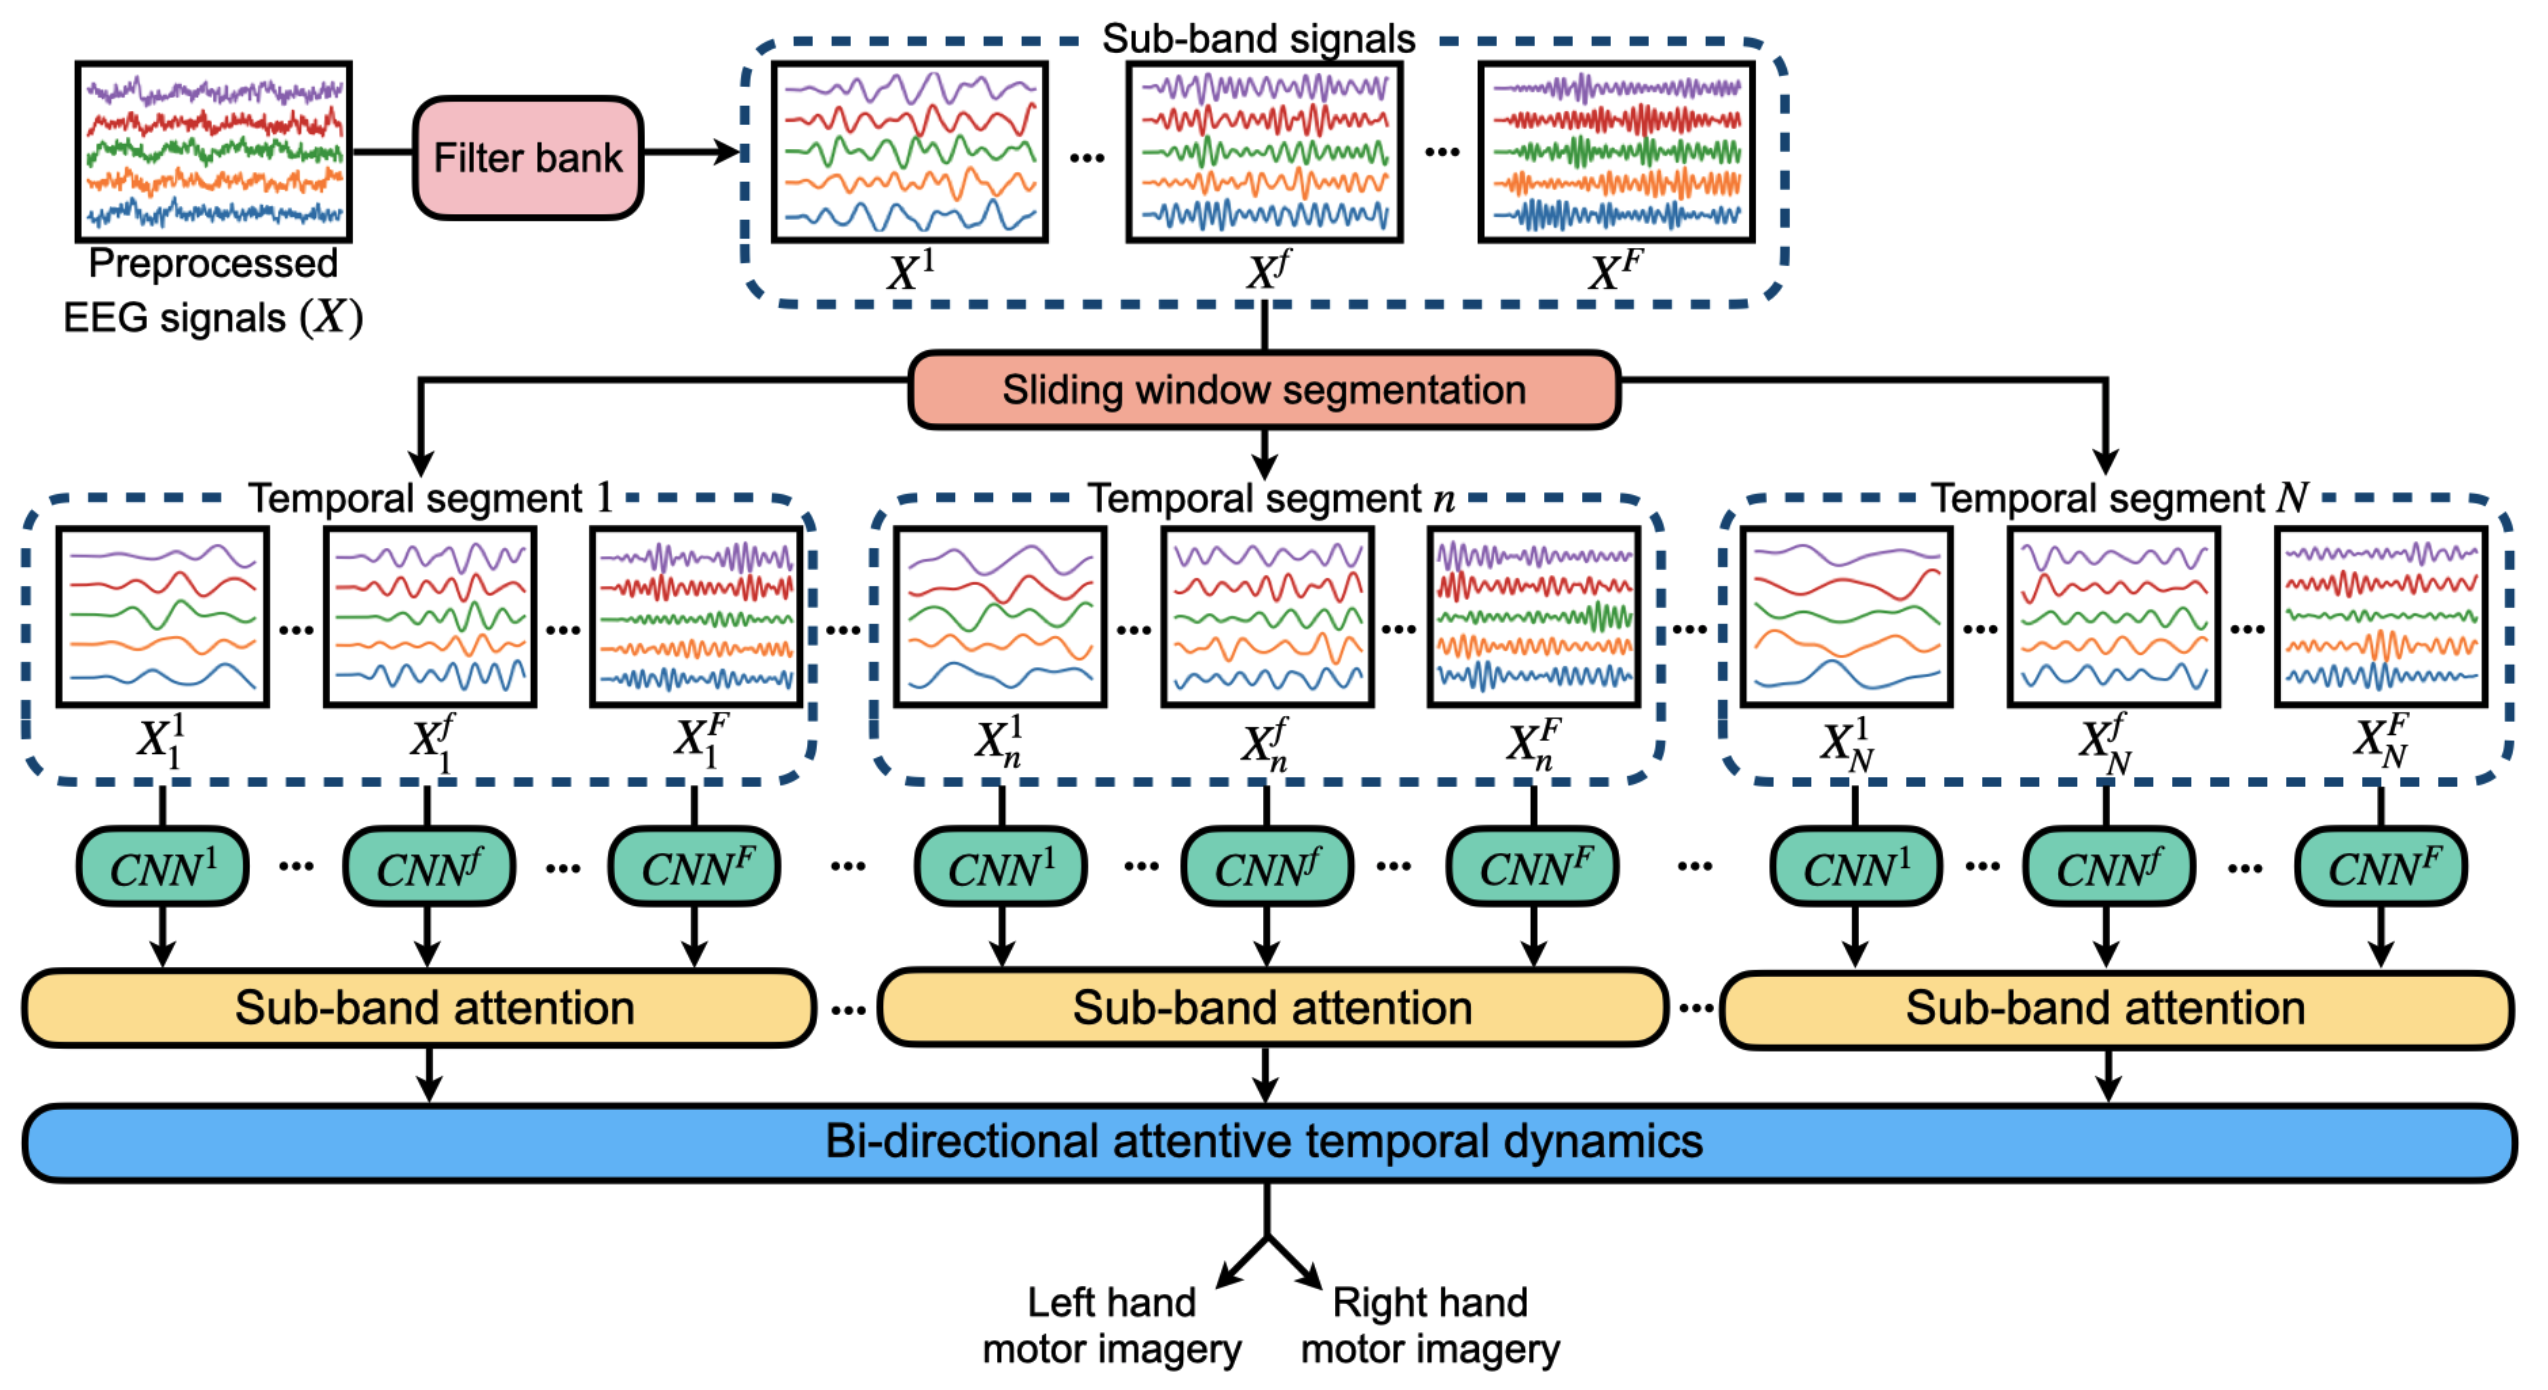 Sub-band signals
Filter bank
...
...
Preprocessed
EEG signals (X)
X^1
X^f
X^F
Sliding window segmentation
Temporal segment 1
Temporal segment n
Temporal segment N
... ... ... ... ... ... ... ...
X_1^1
X_1^f
X_1^F
X_n^1
X_n^f
X_n^F
X_N^1
X_N^f
X_N^F
CNN^1 ... CNN^f ... CNN^F ... CNN^1 ... CNN^f ... CNN^F ... CNN^1 ... CNN^f ... CNN^F
Sub-band attention ... Sub-band attention ... Sub-band attention
Bi-directional attentive temporal dynamics
Left hand
motor imagery
Right hand
motor imagery